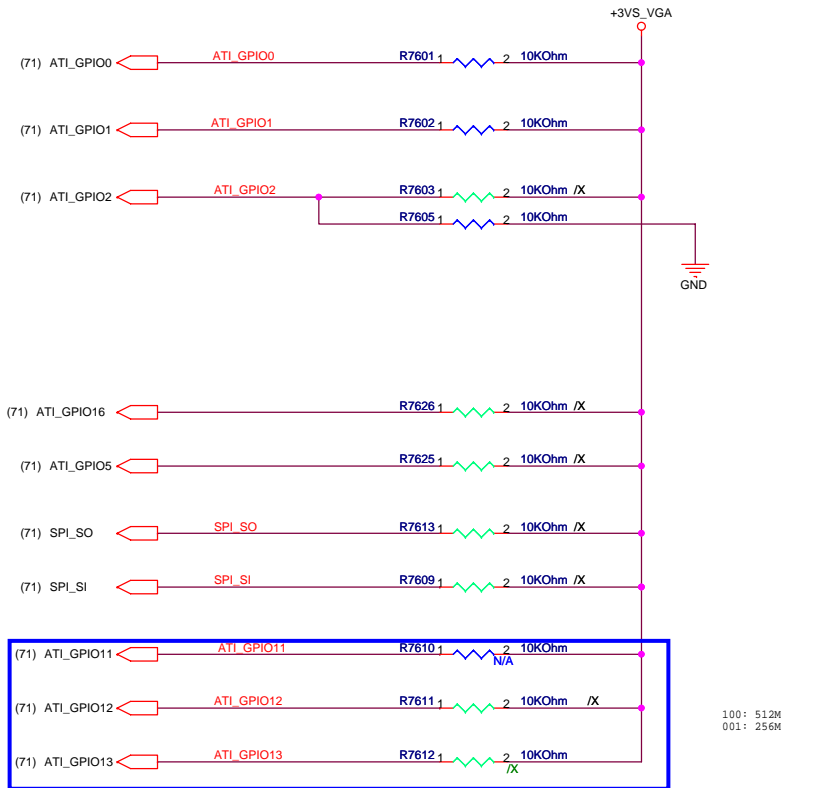 +3VS_VGA
(71) ATI_GPIO0 ATI_GPIO0 R7601 1 2 10KOhm
(71) ATI_GPIO1 ATI_GPIO1 R7602 1 2 10KOhm
(71) ATI_GPIO2 ATI_GPIO2 R7603 1 2 10KOhm /X
R7605 1 2 10KOhm
GND
(71) ATI_GPIO16 R7626 1 2 10KOhm /X
(71) ATI_GPIO5 R7625 1 2 10KOhm /X
(71) SPI_SO SPI_SO R7613 1 2 10KOhm /X
(71) SPI_SI SPI_SI R7609 1 2 10KOhm /X
(71) ATI_GPIO11 ATI_GPIO11 R7610 1 2 10KOhm
N/A
(71) ATI_GPIO12 ATI_GPIO12 R7611 1 2 10KOhm /X
100: 512M
001: 256M
(71) ATI_GPIO13 ATI_GPIO13 R7612 1 2 10KOhm
/X